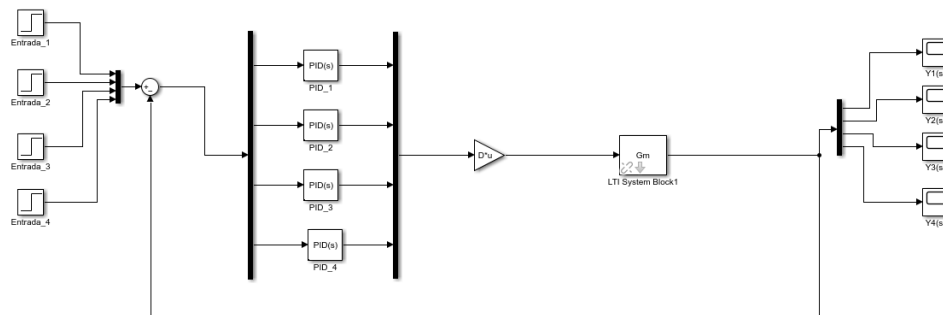 Entrada_1
Entrada_2
Entrada_3
Entrada_4
+
-
PID(s)
PID_1
PID(s)
PID_2
PID(s)
PID_3
PID(s)
PID_4
D*u
Gm
LTI System Block1
Y1(s
Y2(s
Y3(s
Y4(s